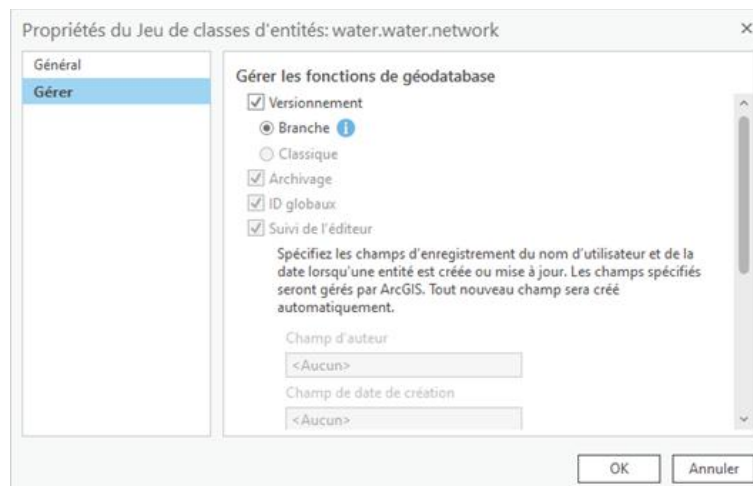 Propriétés du Jeu de classes d'entités: water.water.network
Général
Gérer
Gérer les fonctions de géodatabase
Versionnement
Branche
Classique
Archivage
ID globaux
Suivi de l'éditeur
Spécifiez les champs d'enregistrement du nom d'utilisateur et de la
date lorsqu'une entité est créée ou mise à jour. Les champs spécifiés
seront gérés par ArcGIS. Tout nouveau champ sera créé
automatiquement.
Champ d'auteur
<Aucun>
Champ de date de création
<Aucun>
OK
Annuler